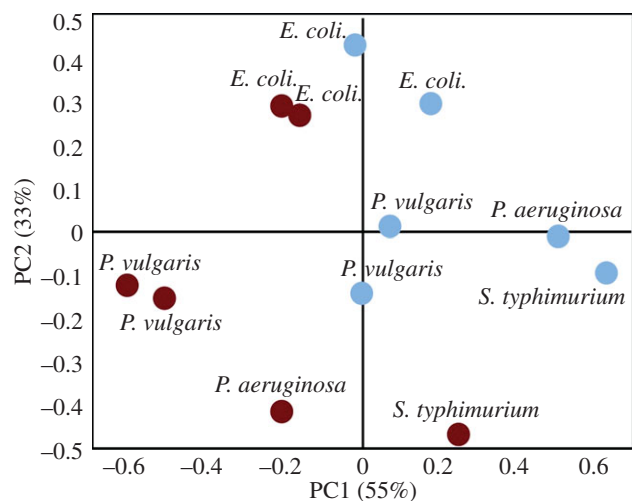 0.5
E. coli.
0.4
E. coli.
E. coli.
E. coli.
0.3
0.2
0.1
P. vulgaris
P. aeruginosa
0
P. vulgaris
P. vulgaris
–0.1
S. typhimurium
P. vulgaris
–0.2
–0.3
P. aeruginosa
S. typhimurium
–0.4
–0.5
PC2 (33%)
–0.6
–0.4
–0.2
0
0.2
0.4
0.6
PC1 (55%)